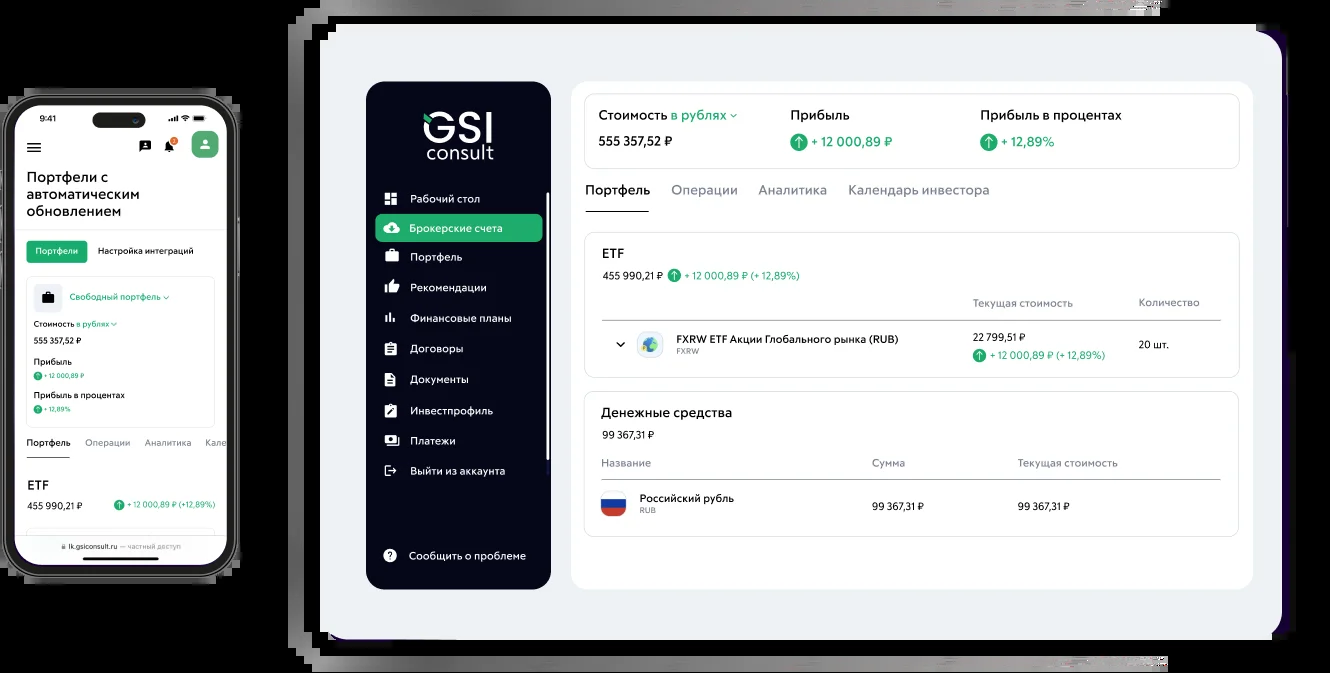 9:41
2
Портфели с
автоматическим
обновлением
Портфели
Настройка интеграций
Свободный портфель
Стоимость в рублях
555 357,52 ₽
Прибыль
+ 12 000,89 ₽
Прибыль в процентах
+ 12,89%
Портфель Операции Аналитика Кале
ETF
455 990,21 ₽ + 12 000,89 ₽ (+12,89%)
lk.gsiconsult.ru — частный доступ
GSI
consult
Рабочий стол
Брокерские счета
Портфель
Рекомендации
Финансовые планы
Договоры
Документы
Инвестпрофиль
Платежи
Выйти из аккаунта
Сообщить о проблеме
Стоимость в рублях Прибыль Прибыль в процентах
555 357,52 ₽ + 12 000,89 ₽ + 12,89%
Портфель Операции Аналитика Календарь инвестора
ETF
455 990,21 ₽ + 12 000,89 ₽ (+ 12,89%)
Текущая стоимость Количество
FXRW ETF Акции Глобального рынка (RUB)
FXRW
22 799,51 ₽
+ 12 000,89 ₽ (+ 12,89%)
20 шт.
Денежные средства
99 367,31 ₽
Название Сумма Текущая стоимость
Российский рубль
RUB
99 367,31 ₽ 99 367,31 ₽